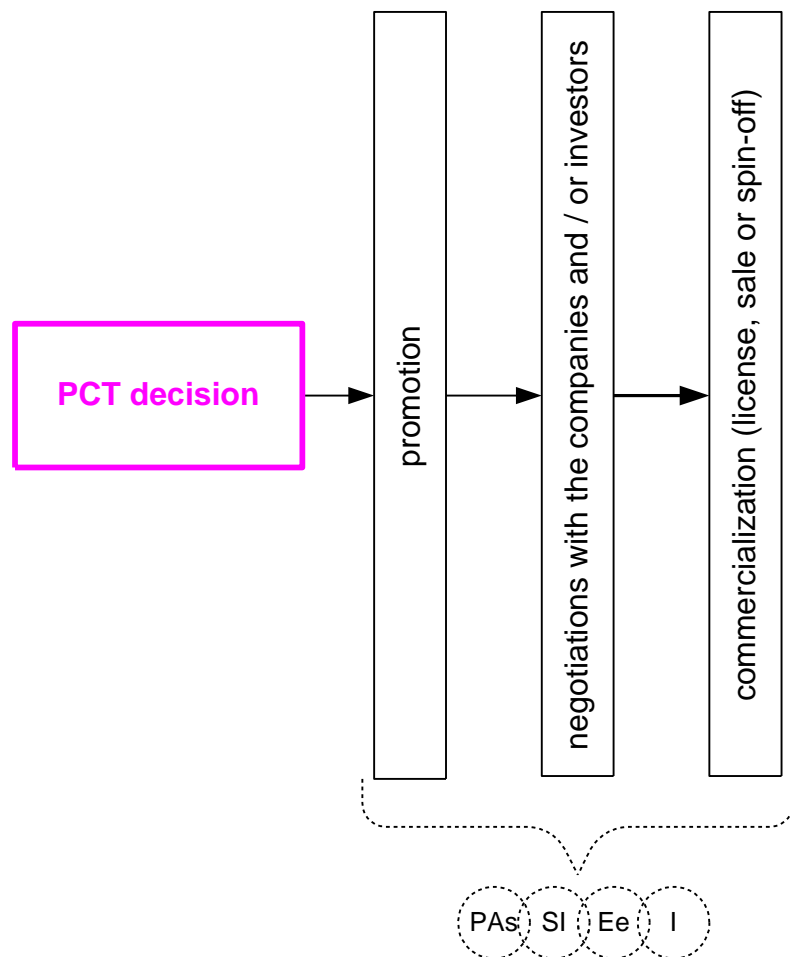 PCT decision
promotion
negotiations with the companies and / or investors
commercialization (license, sale or spin-off)
PAs SI Ee I